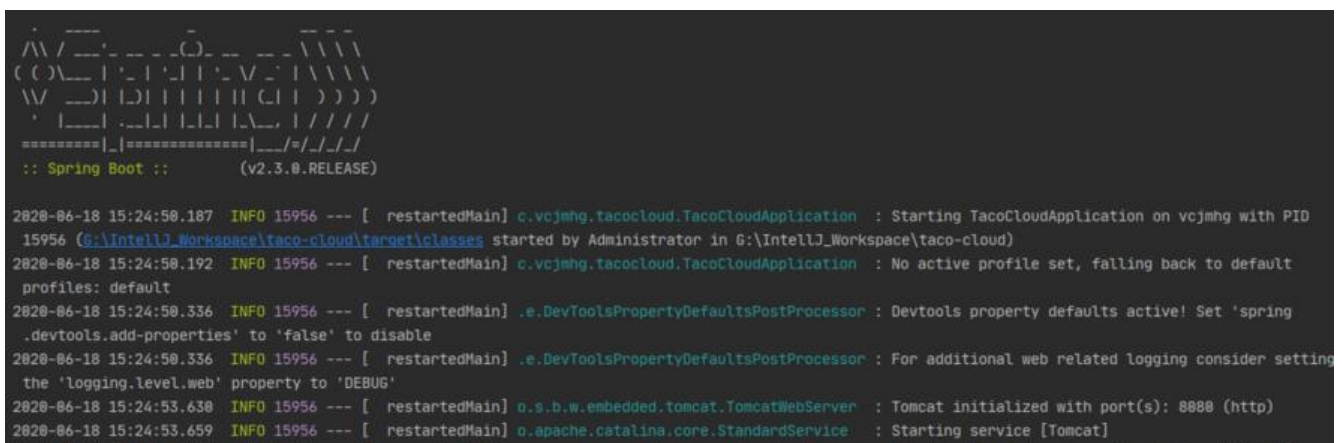 .   ____          _            __ _ _
 /\\ / ___'_ __ _ _(_)_ __  __ _ \ \ \ \
( ( )\___ | '_ | '_| | '_ \/ _` | \ \ \ \
 \\/  ___)| |_)| | | | | || (_| |  ) ) ) )
  '  |____| .__|_| |_|_| |_\__, | / / / /
 =========|_|==============|___/=/_/_/_/
 :: Spring Boot ::        (v2.3.0.RELEASE)
2020-06-18 15:24:50.187  INFO 15956 --- [  restartedMain] c.vcjmhg.tacocloud.TacoCloudApplication  : Starting TacoCloudApplication on vcjmhg with PID
 15956 (G:\IntellJ_Workspace\taco-cloud\target\classes started by Administrator in G:\IntellJ_Workspace\taco-cloud)
2020-06-18 15:24:50.192  INFO 15956 --- [  restartedMain] c.vcjmhg.tacocloud.TacoCloudApplication  : No active profile set, falling back to default
 profiles: default
2020-06-18 15:24:50.336  INFO 15956 --- [  restartedMain] .e.DevToolsPropertyDefaultsPostProcessor : Devtools property defaults active! Set 'spring
 .devtools.add-properties' to 'false' to disable
2020-06-18 15:24:50.336  INFO 15956 --- [  restartedMain] .e.DevToolsPropertyDefaultsPostProcessor : For additional web related logging consider setting
 the 'logging.level.web' property to 'DEBUG'
2020-06-18 15:24:53.630  INFO 15956 --- [  restartedMain] o.s.b.w.embedded.tomcat.TomcatWebServer  : Tomcat initialized with port(s): 8080 (http)
2020-06-18 15:24:53.659  INFO 15956 --- [  restartedMain] o.apache.catalina.core.StandardService   : Starting service [Tomcat]